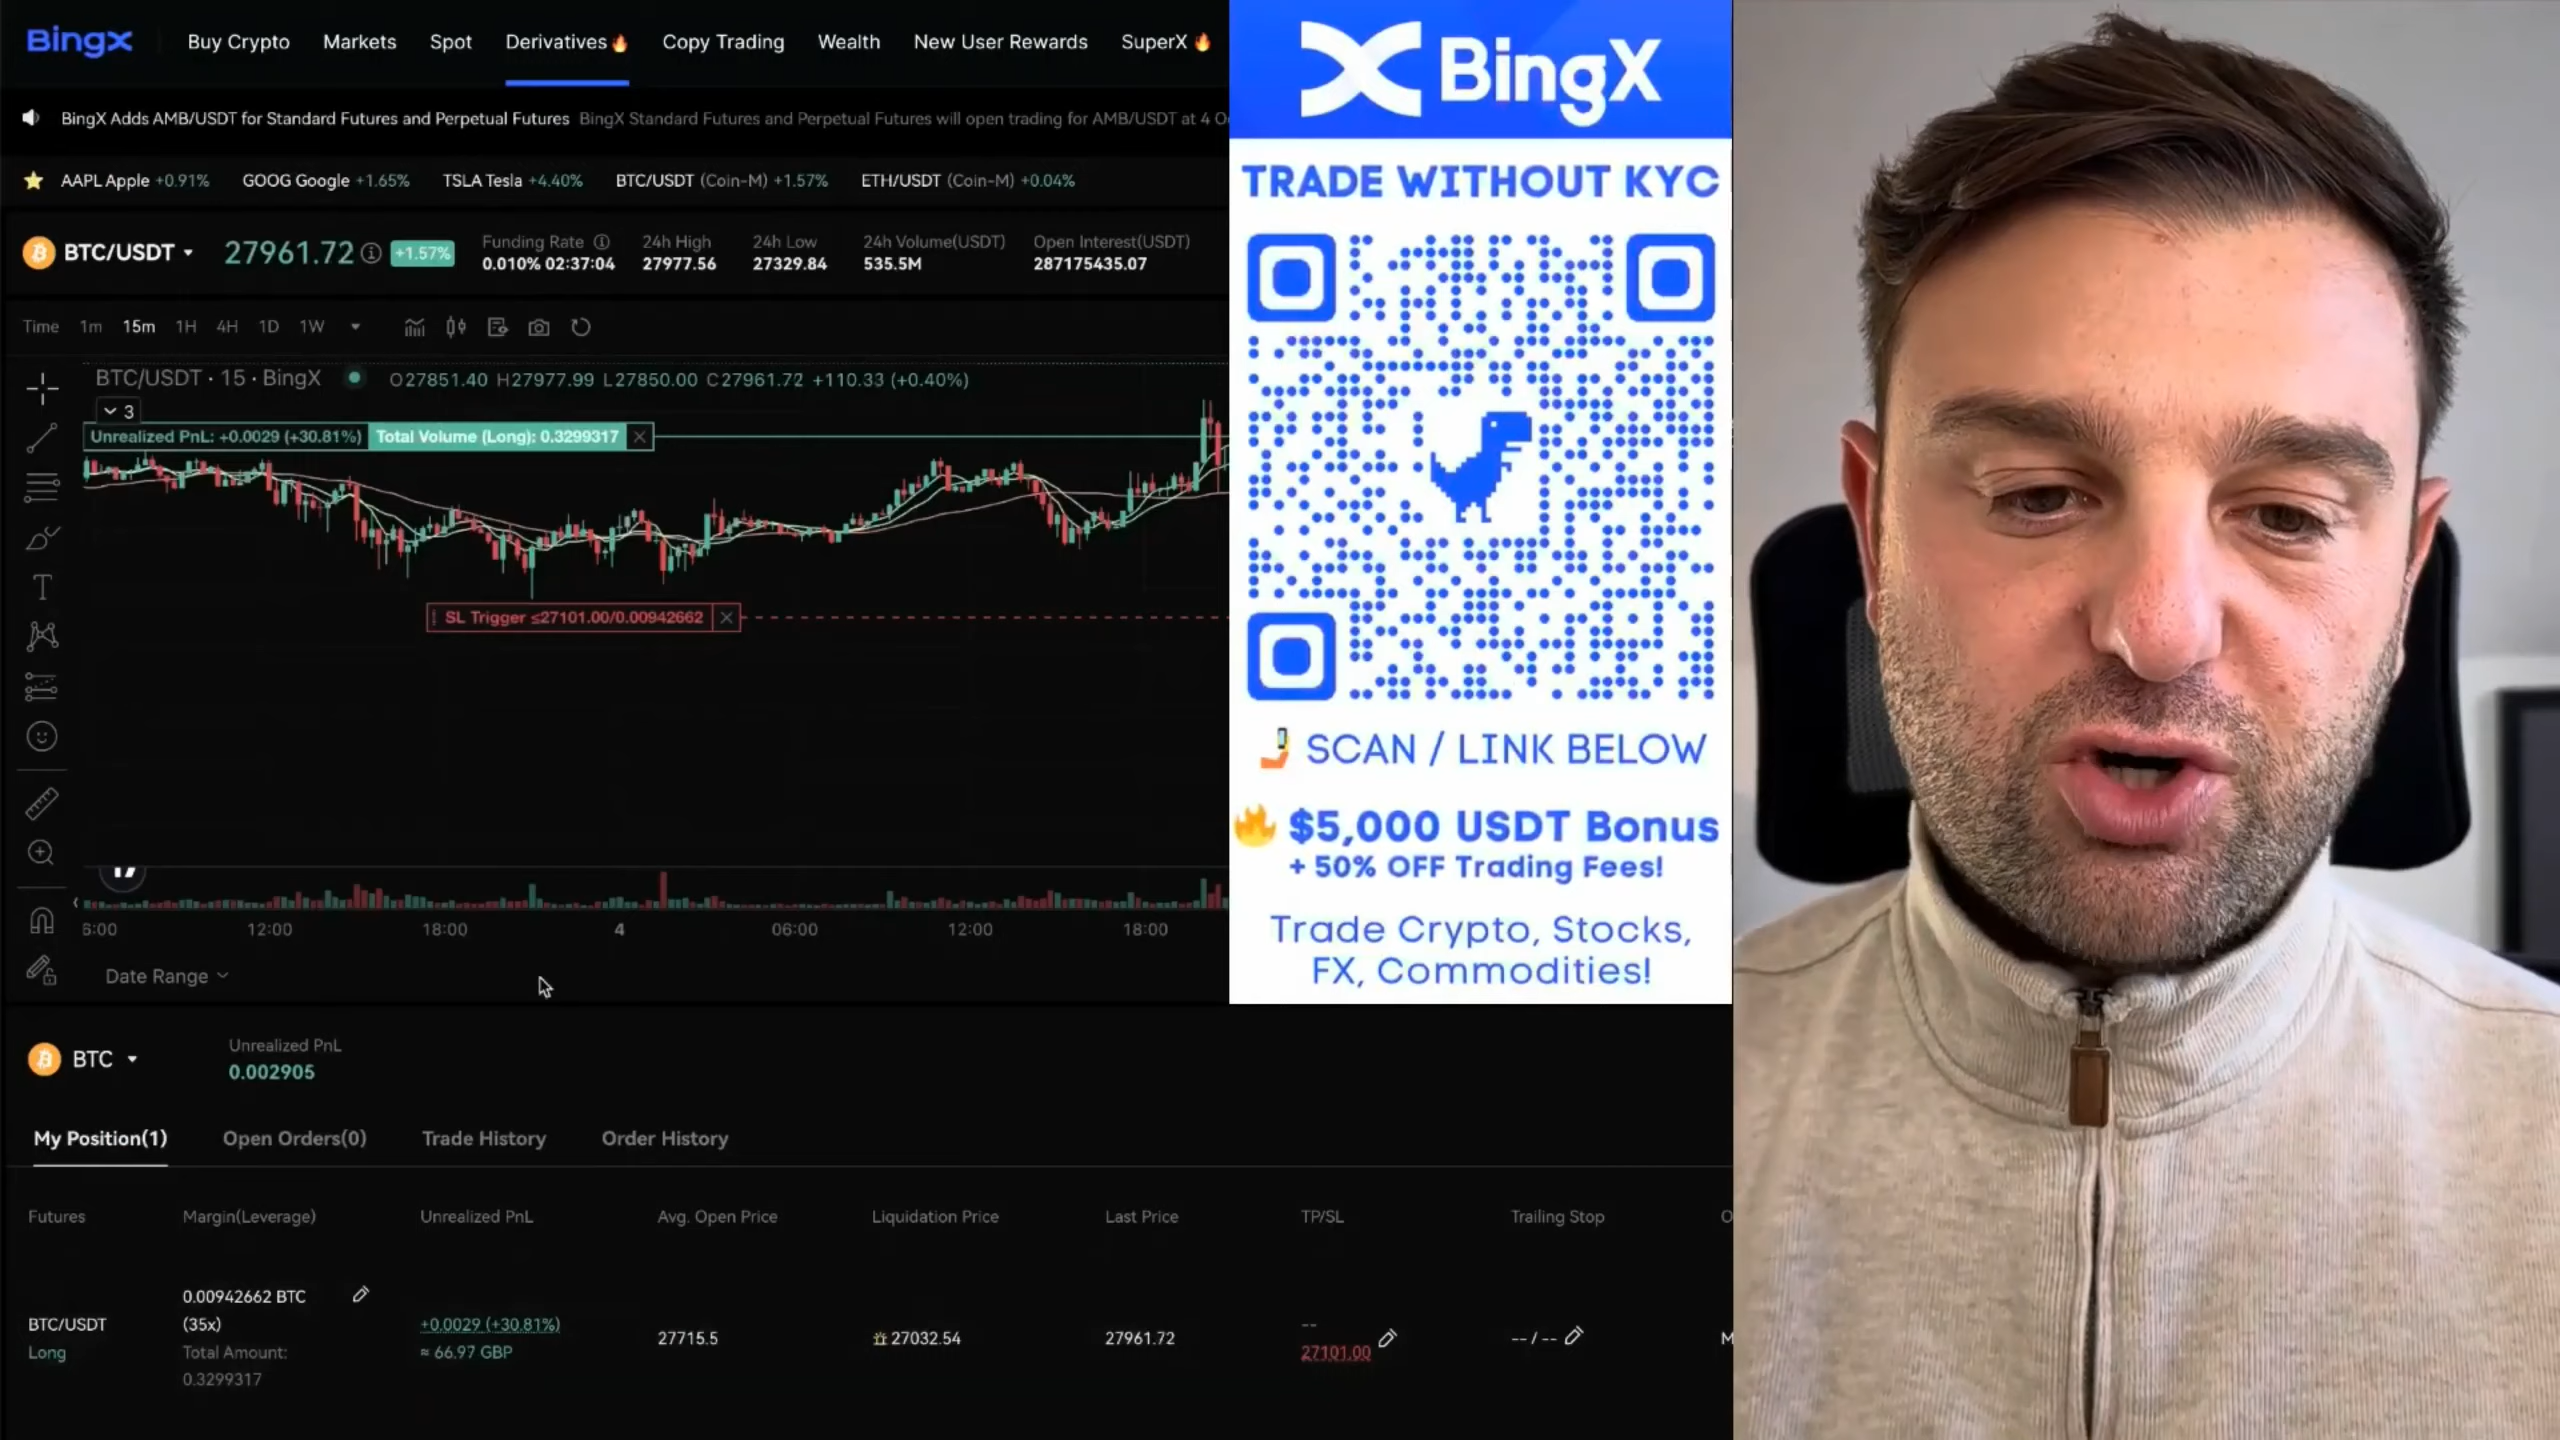 BingX
Buy Crypto
Markets
Spot
Derivatives
Copy Trading
Wealth
New User Rewards
SuperX
BingX Adds AMB/USDT for Standard Futures and Perpetual Futures BingX Standard Futures and Perpetual Futures will open trading for AMB/USDT at 4
AAPL Apple +0.91%
GOOG Google +1.65%
TSLA Tesla +4.40%
BTC/USDT (Coin-M) +1.57%
ETH/USDT (Coin-M) +0.04%
BTC/USDT
27961.72
+1.57%
Funding Rate
0.010% 02:37:04
24h High
27977.56
24h Low
27329.84
24h Volume(USDT)
535.5M
Open Interest(USDT)
287175435.07
Time 1m 15m 1H 4H 1D 1W
BTC/USDT · 15 · BingX
O27851.40 H27977.99 L27850.00 C27961.72 +110.33 (+0.40%)
3
Unrealized PnL: +0.0029 (+30.81%)
Total Volume (Long): 0.3299317
SL Trigger ≤27101.00/0.00942662
6:00 12:00 18:00 4 06:00 12:00 18:00
Date Range
BingX
TRADE WITHOUT KYC
SCAN / LINK BELOW
$5,000 USDT Bonus
+ 50% OFF Trading Fees!
Trade Crypto, Stocks,
FX, Commodities!
BTC
Unrealized PnL
0.002905
My Position(1)
Open Orders(0)
Trade History
Order History
Futures
Margin(Leverage)
Unrealized PnL
Avg. Open Price
Liquidation Price
Last Price
TP/SL
Trailing Stop
BTC/USDT
Long
0.00942662 BTC
(35x)
Total Amount:
0.3299317
+0.0029 (+30.81%)
≈ 66.97 GBP
27715.5
27032.54
27961.72
--
27101.00
-- / --